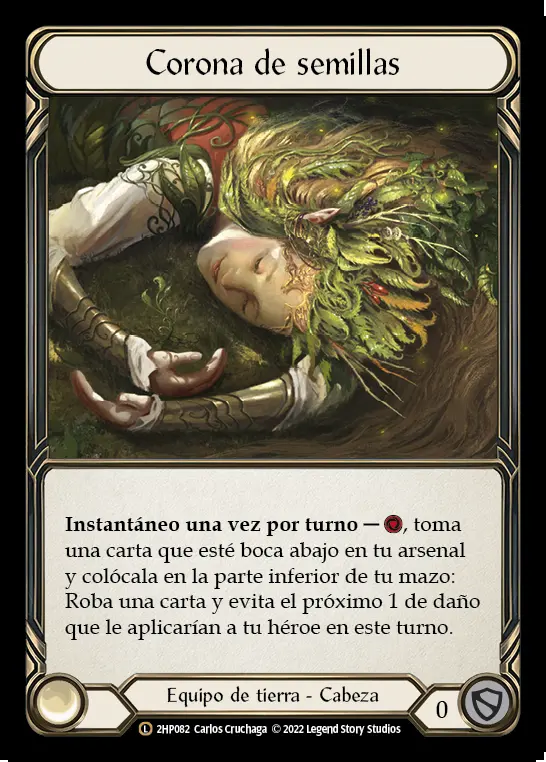 Corona de semillas
Instantáneo una vez por turno — , toma
una carta que esté boca abajo en tu arsenal
y colócala en la parte inferior de tu mazo:
Roba una carta y evita el próximo 1 de daño
que le aplicarían a tu héroe en este turno.
Equipo de tierra - Cabeza
0
L 2HP082 Carlos Cruchaga © 2022 Legend Story Studios